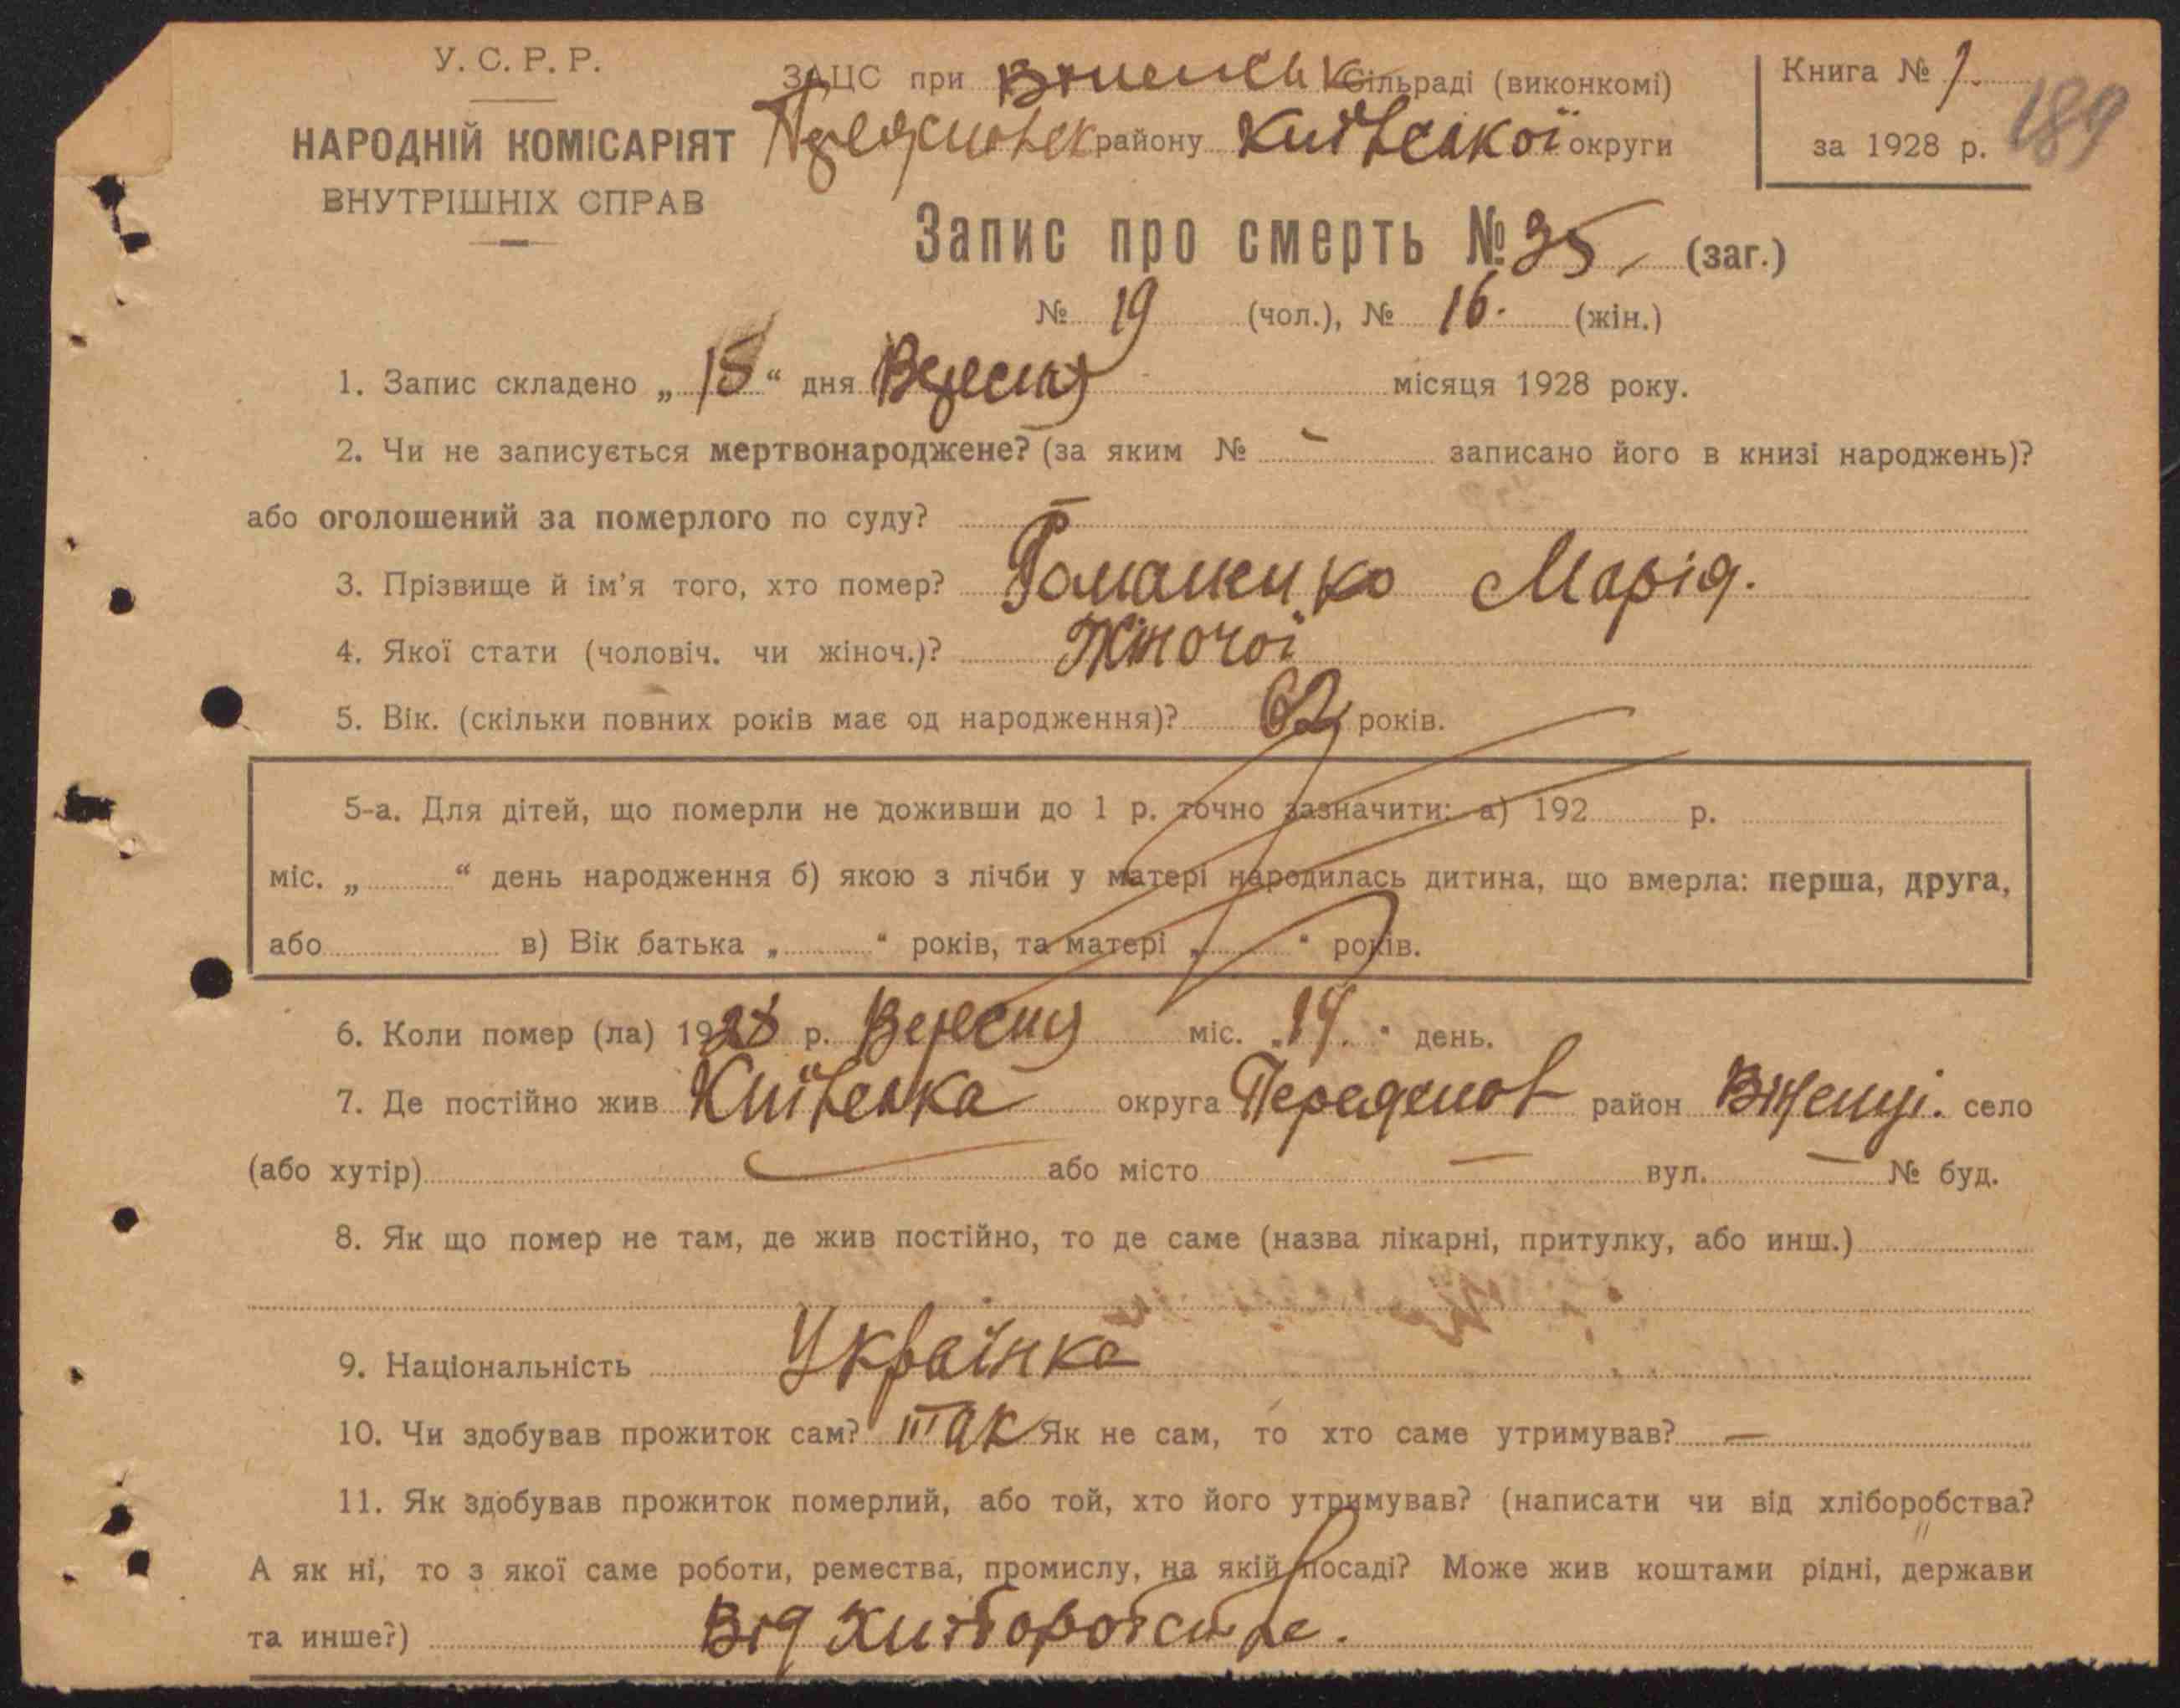 У. С. Р. Р.
НАРОДНІЙ КОМІСАРІЯТ
ВНУТРІШНІХ СПРАВ
ЗАЦС при сільраді (виконкомі)
району Київської округи
Книга № 1.
за 1928 р.
189
Запис про смерть № 35 (заг.)
№ 19 (чол.), № 16. (жін.)
1. Запис складено „ 15 “ дня Вересня місяця 1928 року.
2. Чи не записується мертвонароджене? (за яким № - записано його в книзі народжень)?
або оголошений за померлого по суду? —
3. Прізвище й ім'я того, хто помер? Марія.
4. Якої стати (чоловіч. чи жіноч.)? Жіночої
5. Вік. (скільки повних років має од народження)? 62 років.
5-а. Для дітей, що померли не доживши до 1 р. точно зазначити: а) 192 р.
міс. „ “ день народження б) якою з лічби у матері народилась дитина, що вмерла: перша, друга,
або в) Вік батька „ “ років, та матері „ “ років.
6. Коли помер (ла) 1928 р. Вересня міс. „14.“ день.
7. Де постійно жив Київська округа район село
(або хутір) — або місто — вул. — № буд.
8. Як що помер не там, де жив постійно, то де саме (назва лікарні, притулку, або инш.)
9. Національність Українка
10. Чи здобував прожиток сам? так Як не сам, то хто саме утримував? —
11. Як здобував прожиток померлий, або той, хто його утримував? (написати чи від хліборобства?
А як ні, то з якої саме роботи, ремества, промислу, на якій посаді? Може жив коштами рідні, держави
та инше?) Від